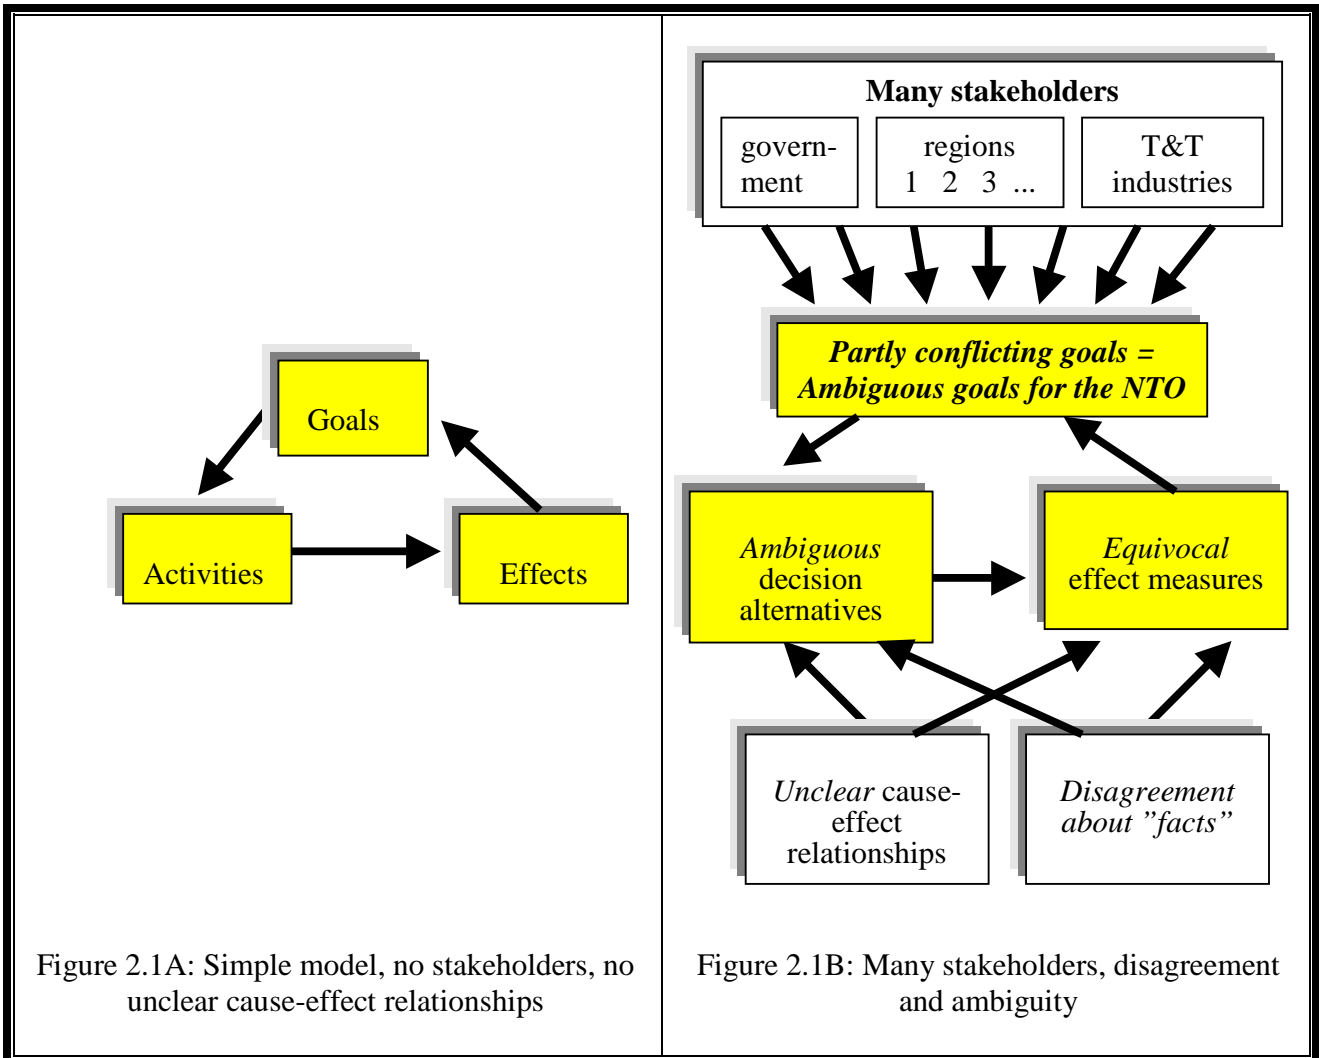 Goals
Activities
Effects
Figure 2.1A: Simple model, no stakeholders, no
unclear cause-effect relationships
Many stakeholders
govern-
ment
regions
1 2 3 ...
T&T
industries
Partly conflicting goals =
Ambiguous goals for the NTO
Ambiguous
decision
alternatives
Equivocal
effect measures
Unclear cause-
effect
relationships
Disagreement
about ”facts”
Figure 2.1B: Many stakeholders, disagreement
and ambiguity